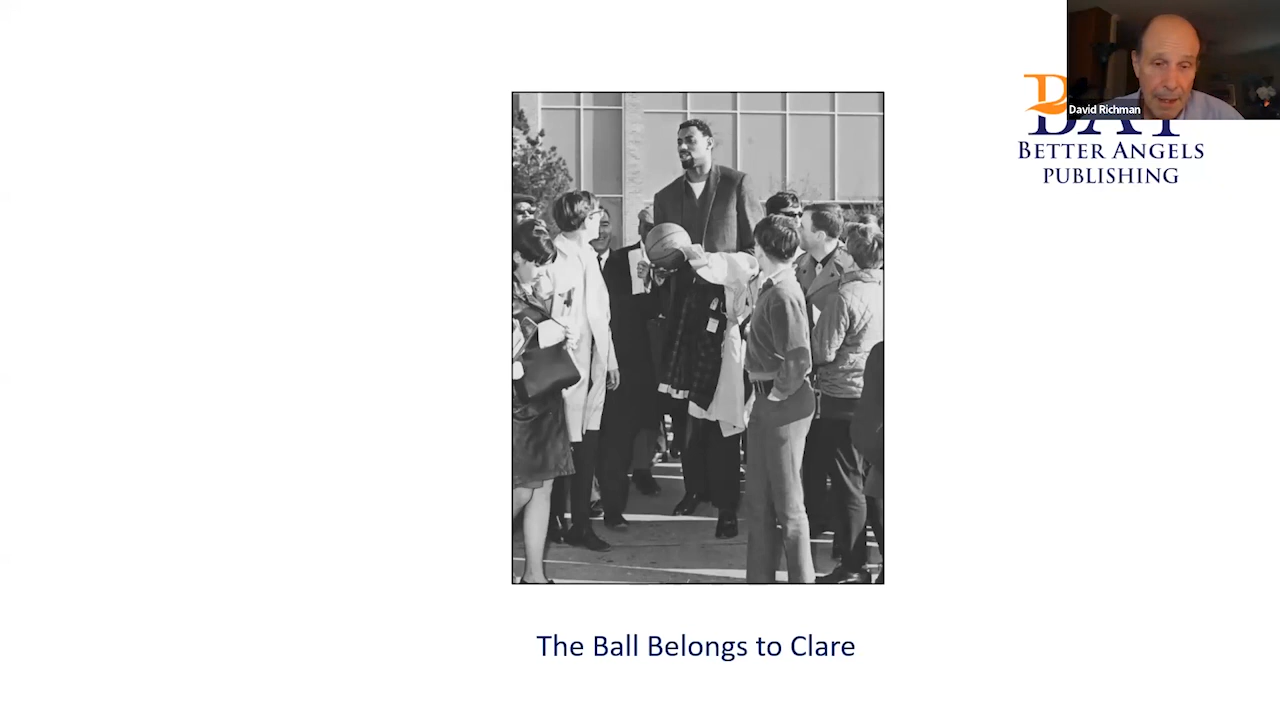 David Richman
BETTER ANGELS
PUBLISHING
The Ball Belongs to Clare